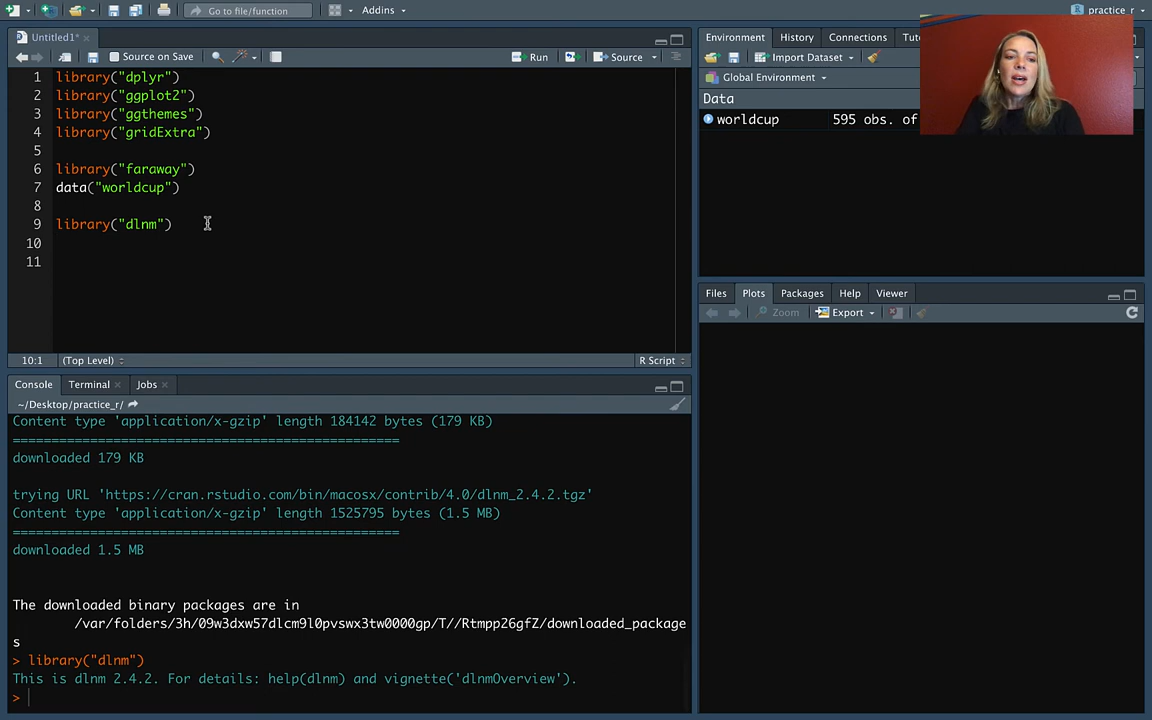 Go to file/function
Addins
practice_r
Untitled1*
Source on Save
Run
Source
1 library("dplyr")
2 library("ggplot2")
3 library("ggthemes")
4 library("gridExtra")
5
6 library("faraway")
7 data("worldcup")
8
9 library("dlnm")
10
11
10:1 (Top Level)
R Script
Console Terminal Jobs
~/Desktop/practice_r/
Content type 'application/x-gzip' length 184142 bytes (179 KB)
==================================================
downloaded 179 KB
trying URL 'https://cran.rstudio.com/bin/macosx/contrib/4.0/dlnm_2.4.2.tgz'
Content type 'application/x-gzip' length 1525795 bytes (1.5 MB)
==================================================
downloaded 1.5 MB
The downloaded binary packages are in
/var/folders/3h/09w3dxw57dlcm9l0pvswx3tw0000gp/T//Rtmpp26gfZ/downloaded_package
s
> library("dlnm")
This is dlnm 2.4.2. For details: help(dlnm) and vignette('dlnmOverview').
>
Environment History Connections Tu
Import Dataset
Global Environment
Data
worldcup 595 obs. of
Files Plots Packages Help Viewer
Zoom Export